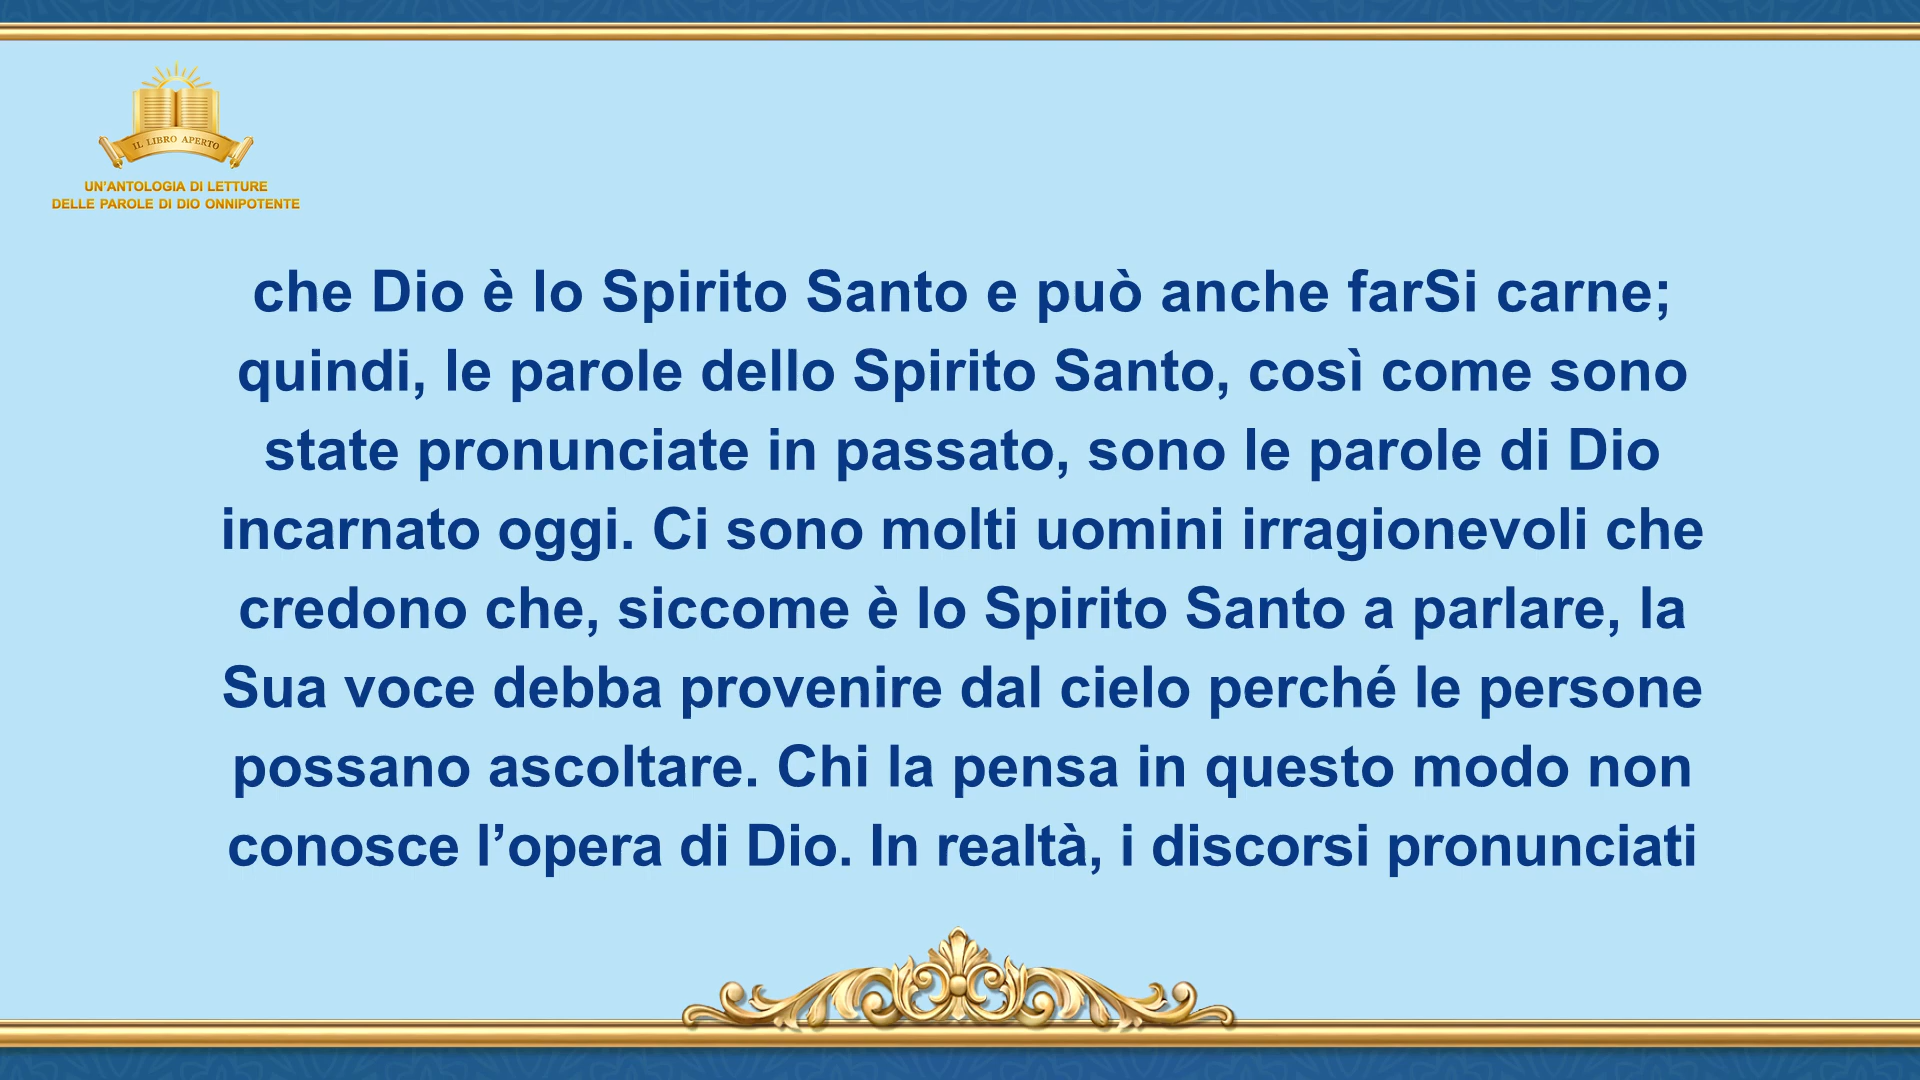 IL LIBRO APERTO
UN’ANTOLOGIA DI LETTURE
DELLE PAROLE DI DIO ONNIPOTENTE
che Dio è lo Spirito Santo e può anche farSi carne;
quindi, le parole dello Spirito Santo, così come sono
state pronunciate in passato, sono le parole di Dio
incarnato oggi. Ci sono molti uomini irragionevoli che
credono che, siccome è lo Spirito Santo a parlare, la
Sua voce debba provenire dal cielo perché le persone
possano ascoltare. Chi la pensa in questo modo non
conosce l’opera di Dio. In realtà, i discorsi pronunciati